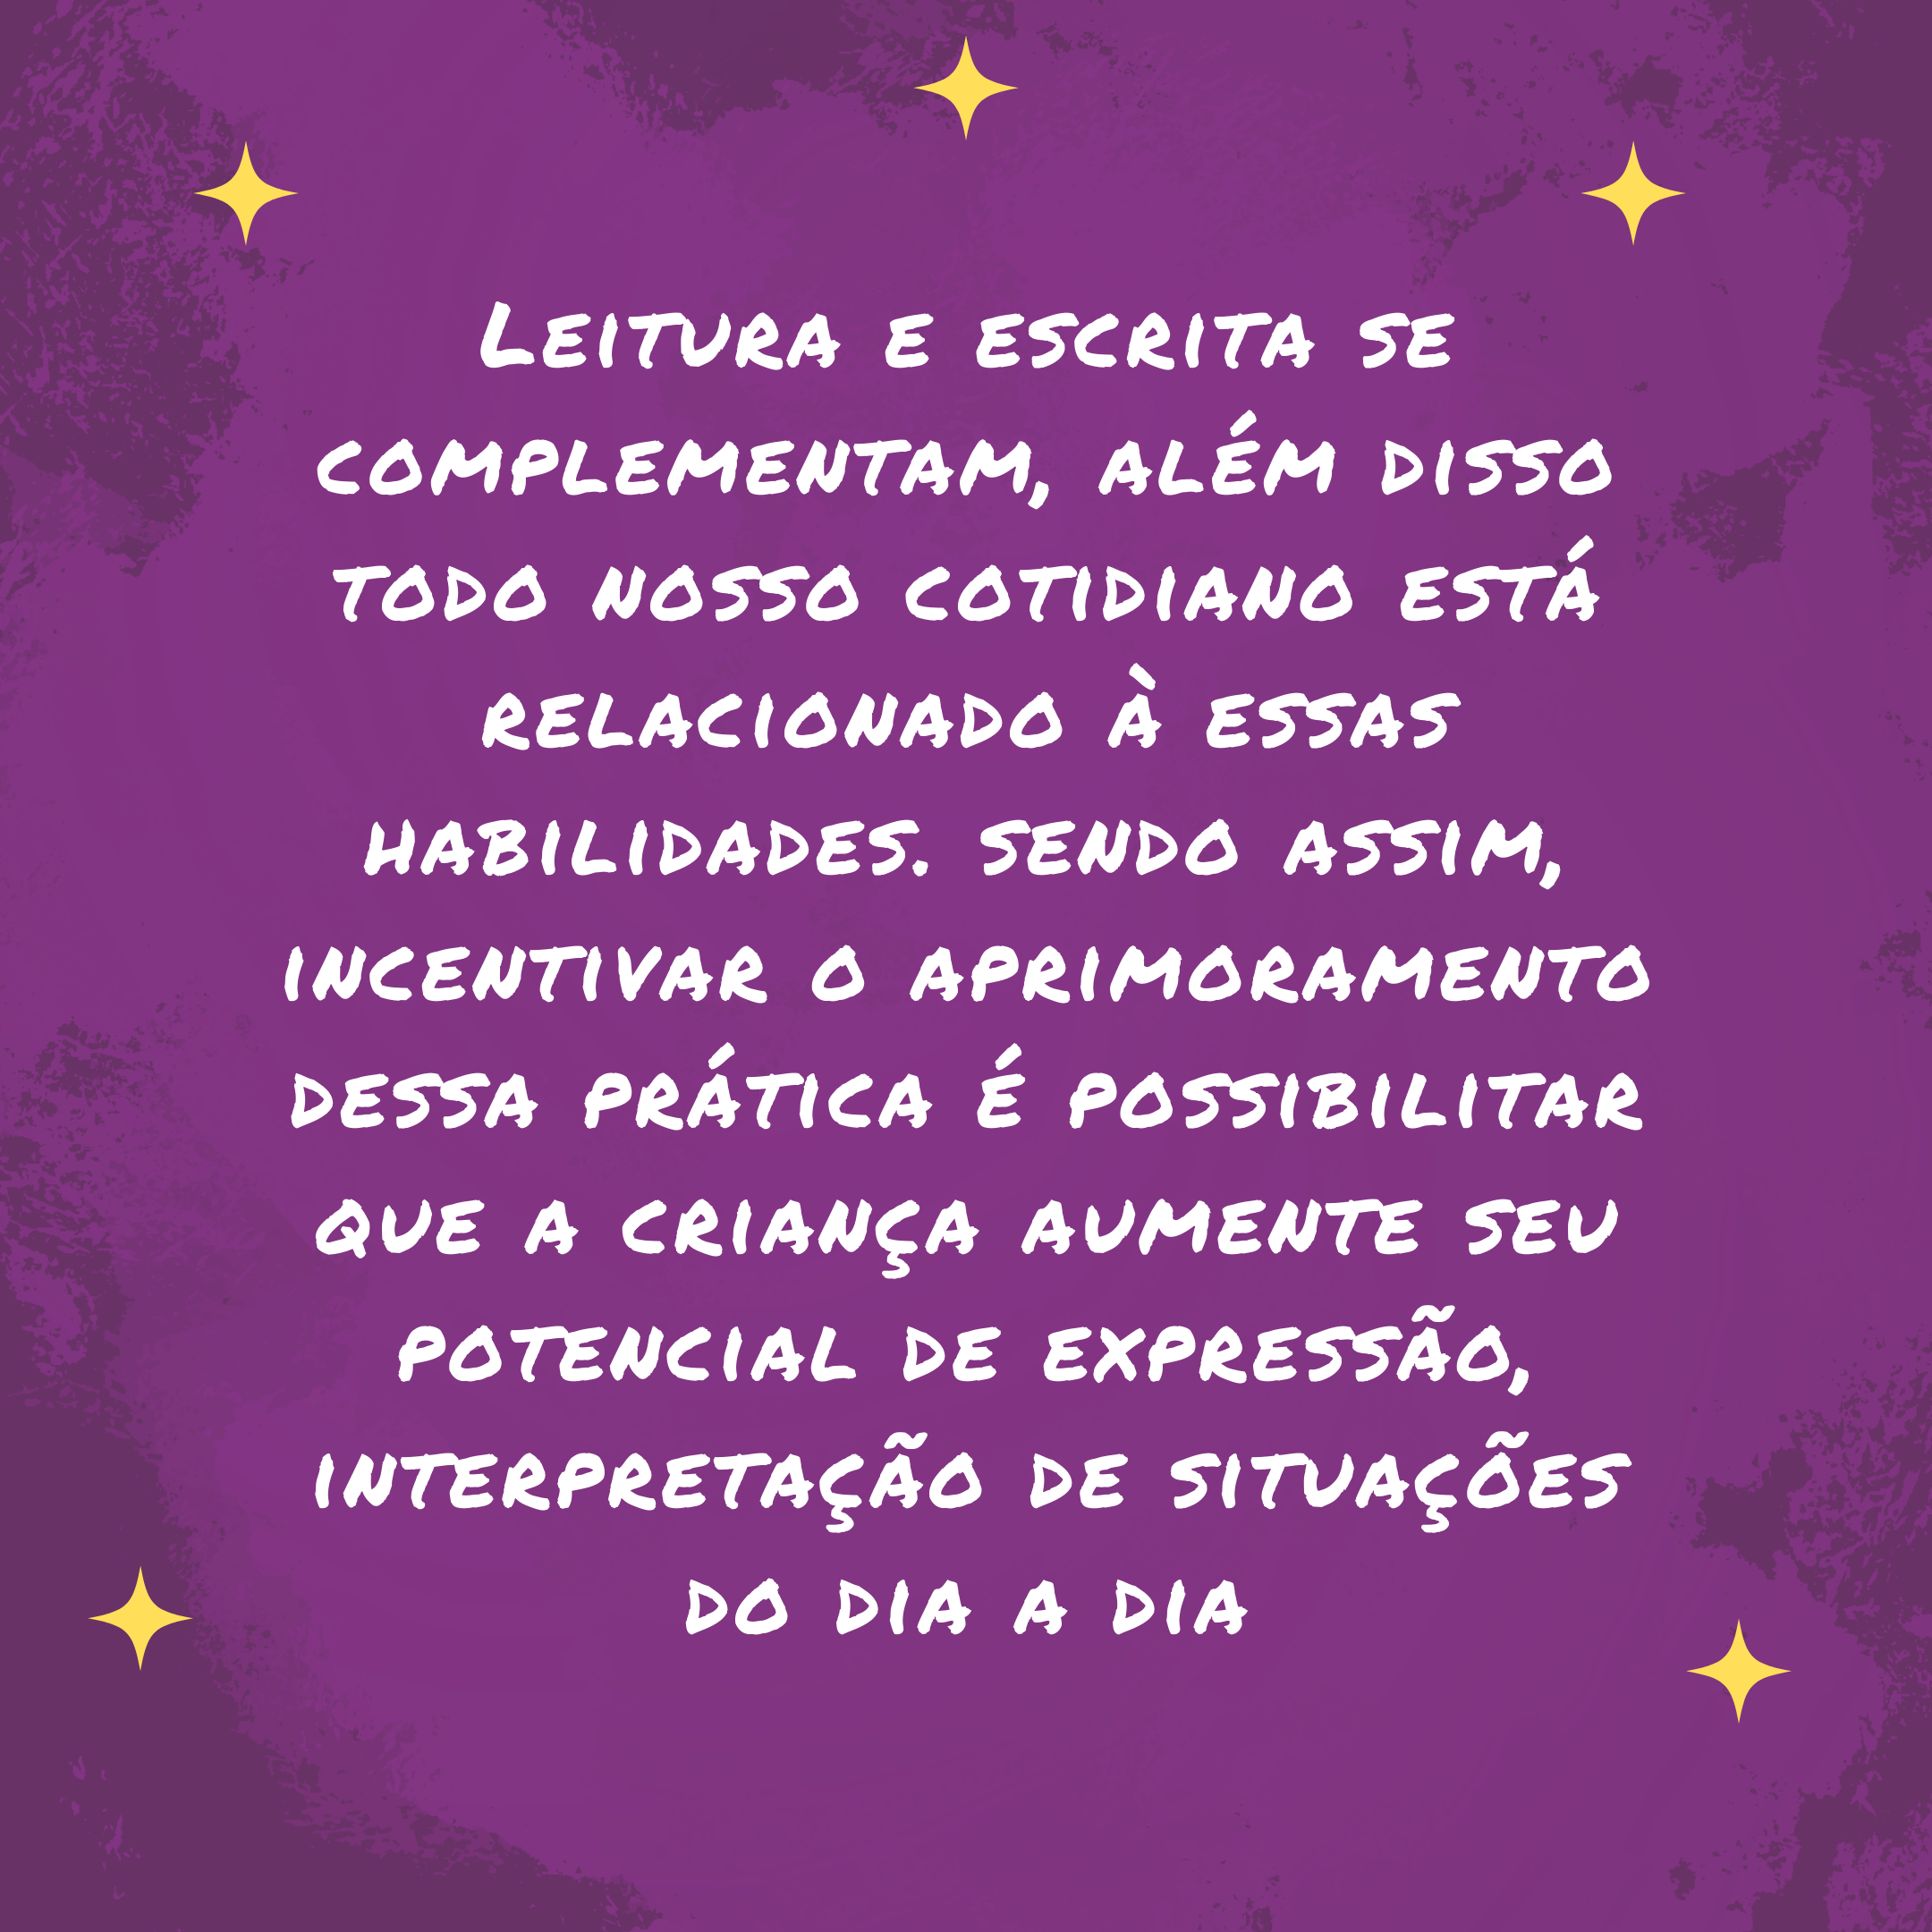 Leitura e escrita se
complementam, além disso
todo nosso cotidiano está
relacionado à essas
habilidades. sendo assim,
incentivar o aprimoramento
dessa prática é possibilitar
que a criança aumente seu
potencial de expressão,
interpretação de situações
do dia a dia